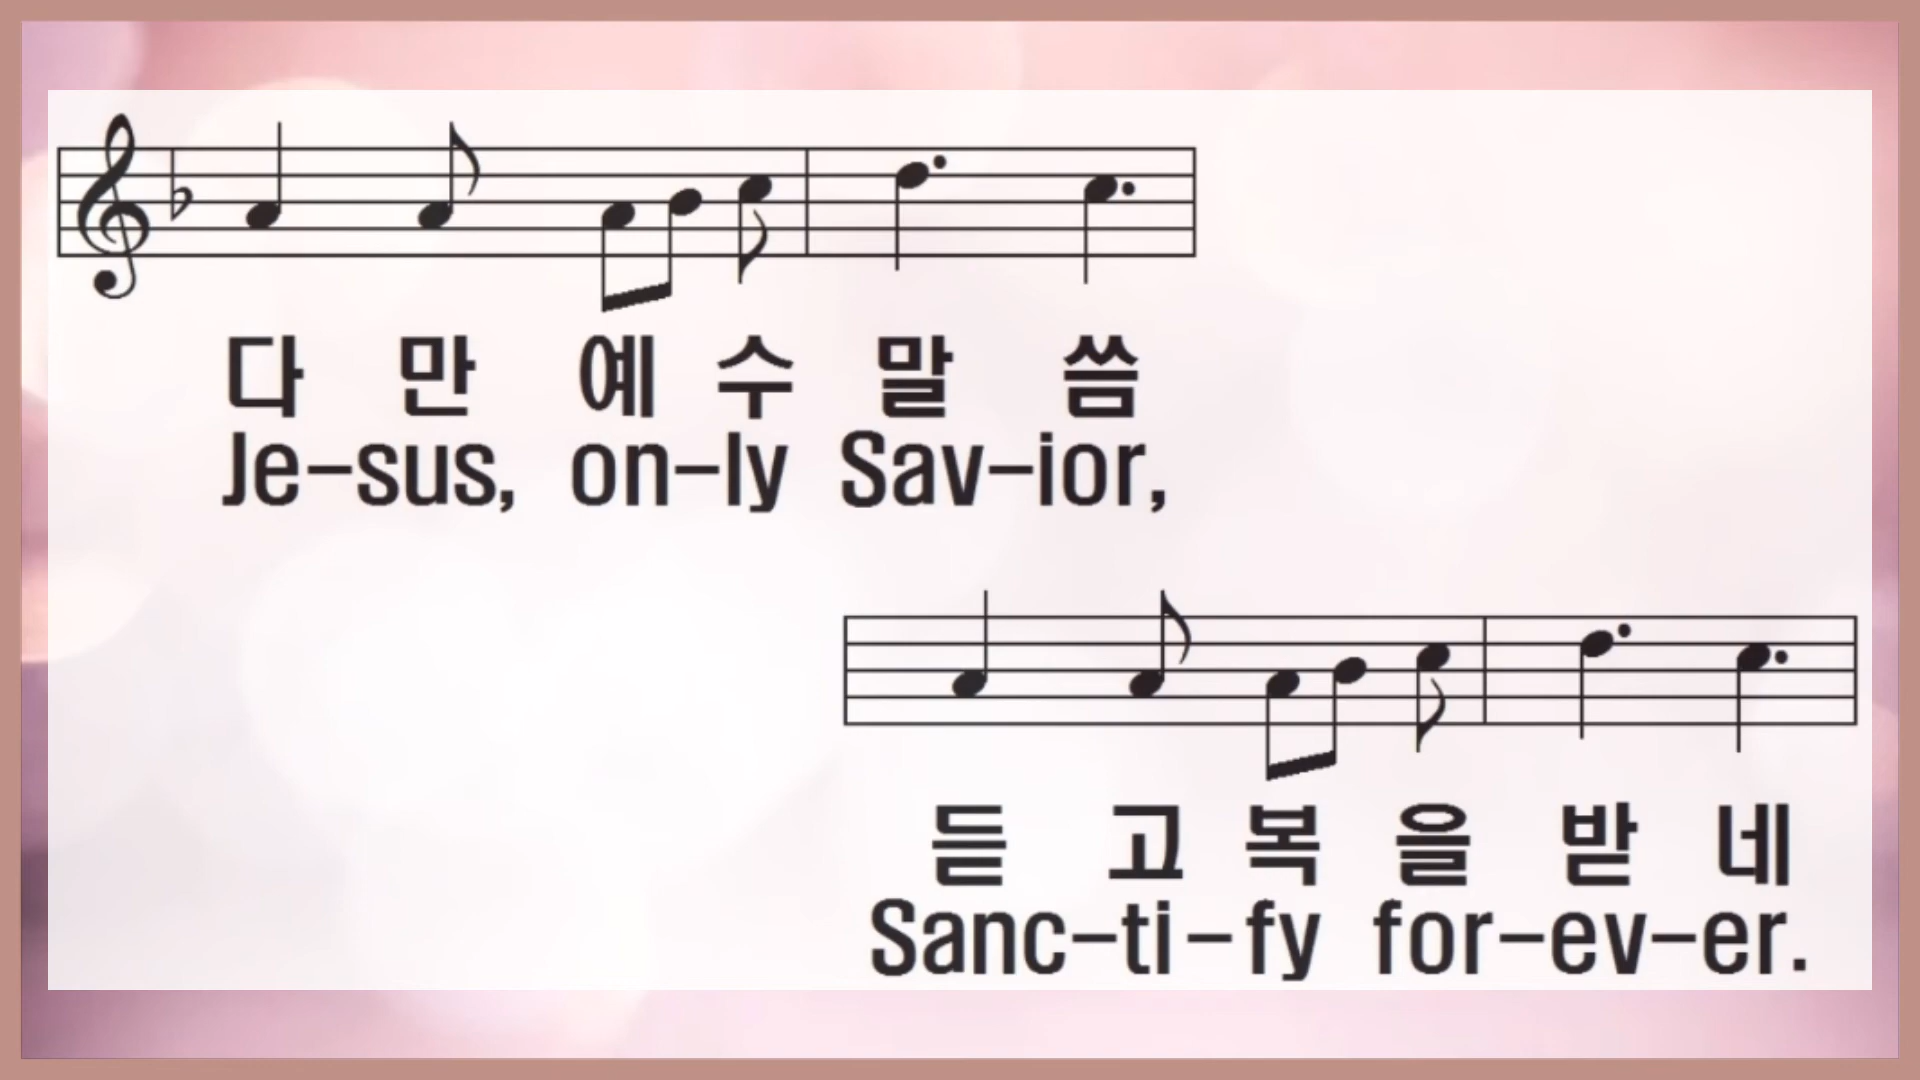 다 만 예 수 말 씀
Je-sus, on-ly Sav-ior,
듣 고 복 을 받 네
Sanc-ti-fy for-ev-er.